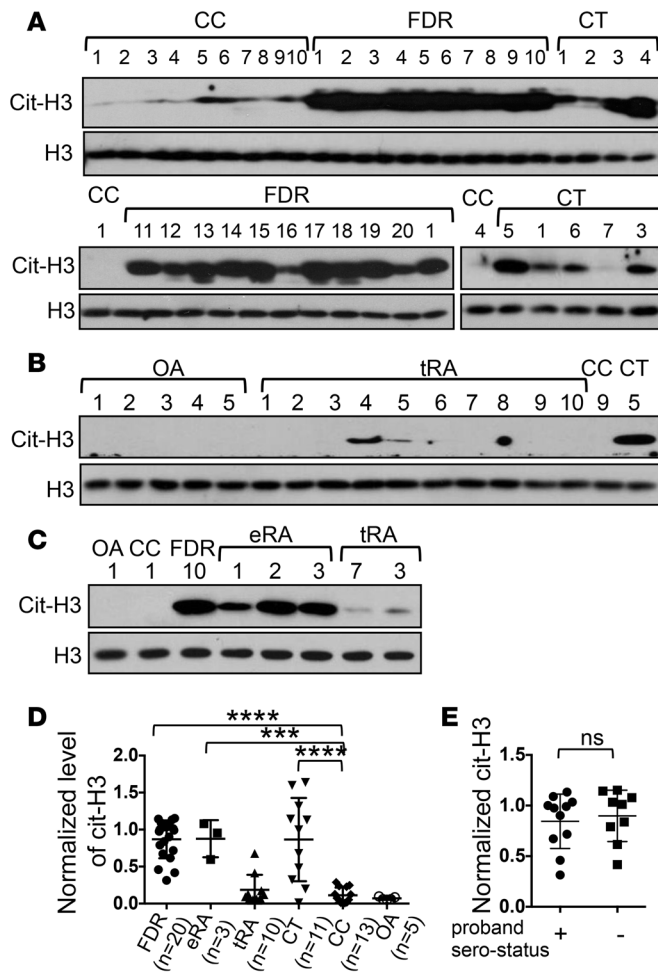 A
CC FDR CT
1 2 3 4 5 6 7 8 9 10 1 2 3 4 5 6 7 8 9 10 1 2 3 4
Cit-H3
H3
CC FDR CC CT
1 11 12 13 14 15 16 17 18 19 20 1 4 5 1 6 7 3
Cit-H3
H3
B
OA tRA CC CT
1 2 3 4 5 1 2 3 4 5 6 7 8 9 10 9 5
Cit-H3
H3
C
OA CC FDR eRA tRA
1 1 10 1 2 3 7 3
Cit-H3
H3
D
Normalized level
of cit-H3
2.0
1.5
1.0
0.5
0.0
****
***
****
FDR (n=20)
eRA (n=3)
tRA (n=10)
CT (n=11)
CC (n=13)
OA (n=5)
E
Normalized cit-H3
1.5
1.0
0.5
0.0
ns
proband + -
sero-status